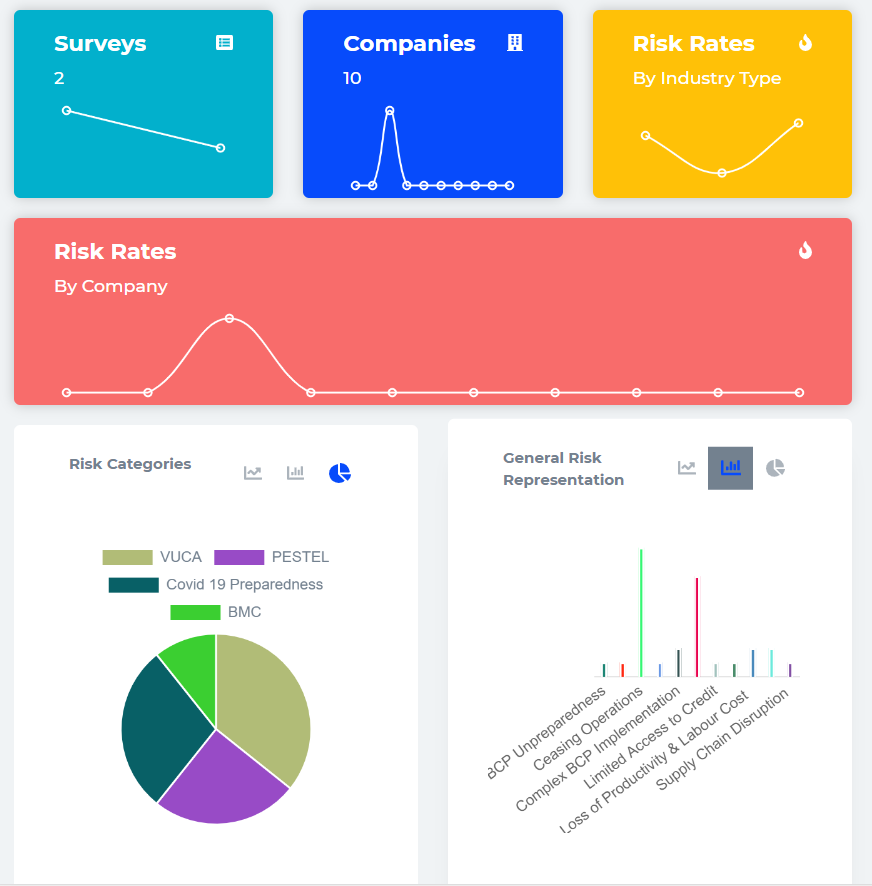 Surveys
2
Companies
10
Risk Rates
By Industry Type
Risk Rates
By Company
Risk Categories
VUCA
PESTEL
Covid 19 Preparedness
BMC
General Risk
Representation
BCP Unpreparedness
Ceasing Operations
Complex BCP Implementation
Limited Access to Credit
Loss of Productivity & Labour Cost
Supply Chain Disruption